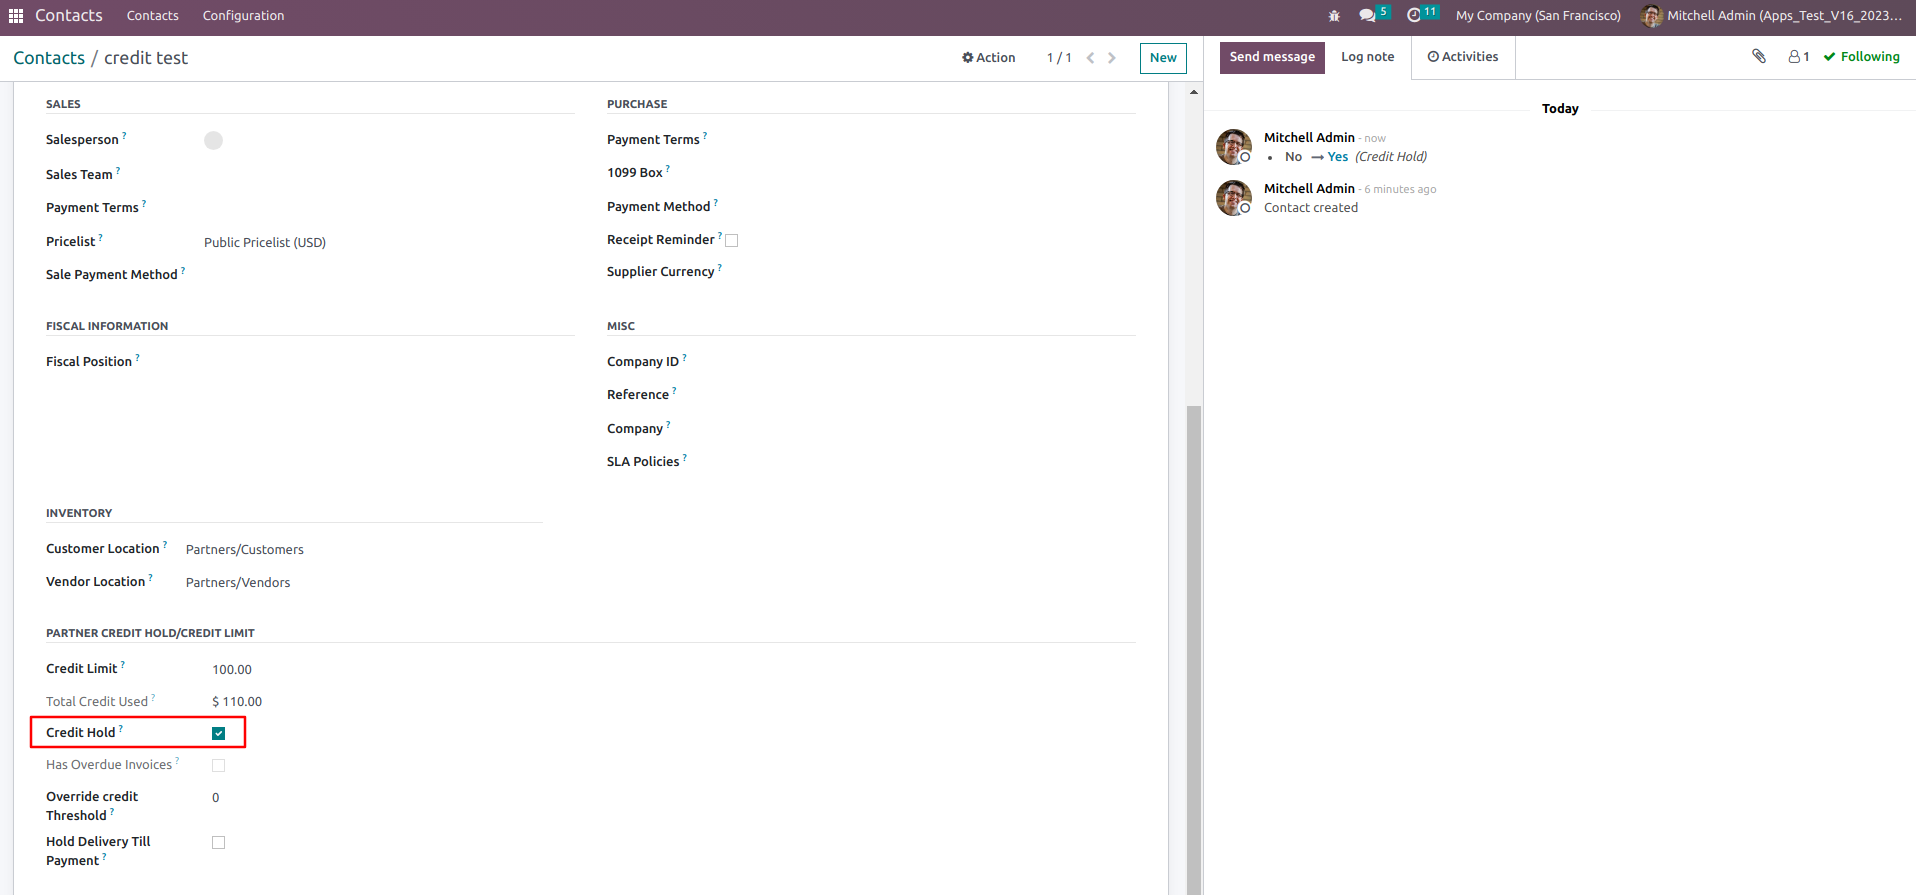 Contacts Contacts Configuration 5 11 My Company (San Francisco) Mitchell Admin (Apps_Test_V16_2023...
Contacts / credit test Action 1 / 1 New
Send message Log note Activities 1 Following
SALES
Salesperson ?
Sales Team ?
Payment Terms ?
Pricelist ? Public Pricelist (USD)
Sale Payment Method ?
PURCHASE
Payment Terms ?
1099 Box ?
Payment Method ?
Receipt Reminder ?
Supplier Currency ?
FISCAL INFORMATION
Fiscal Position ?
MISC
Company ID ?
Reference ?
Company ?
SLA Policies ?
INVENTORY
Customer Location ? Partners/Customers
Vendor Location ? Partners/Vendors
PARTNER CREDIT HOLD/CREDIT LIMIT
Credit Limit ? 100.00
Total Credit Used ? $ 110.00
Credit Hold ?
Has Overdue Invoices ?
Override credit 0
Threshold ?
Hold Delivery Till
Payment ?
Today
Mitchell Admin - now
• No → Yes (Credit Hold)
Mitchell Admin - 6 minutes ago
Contact created